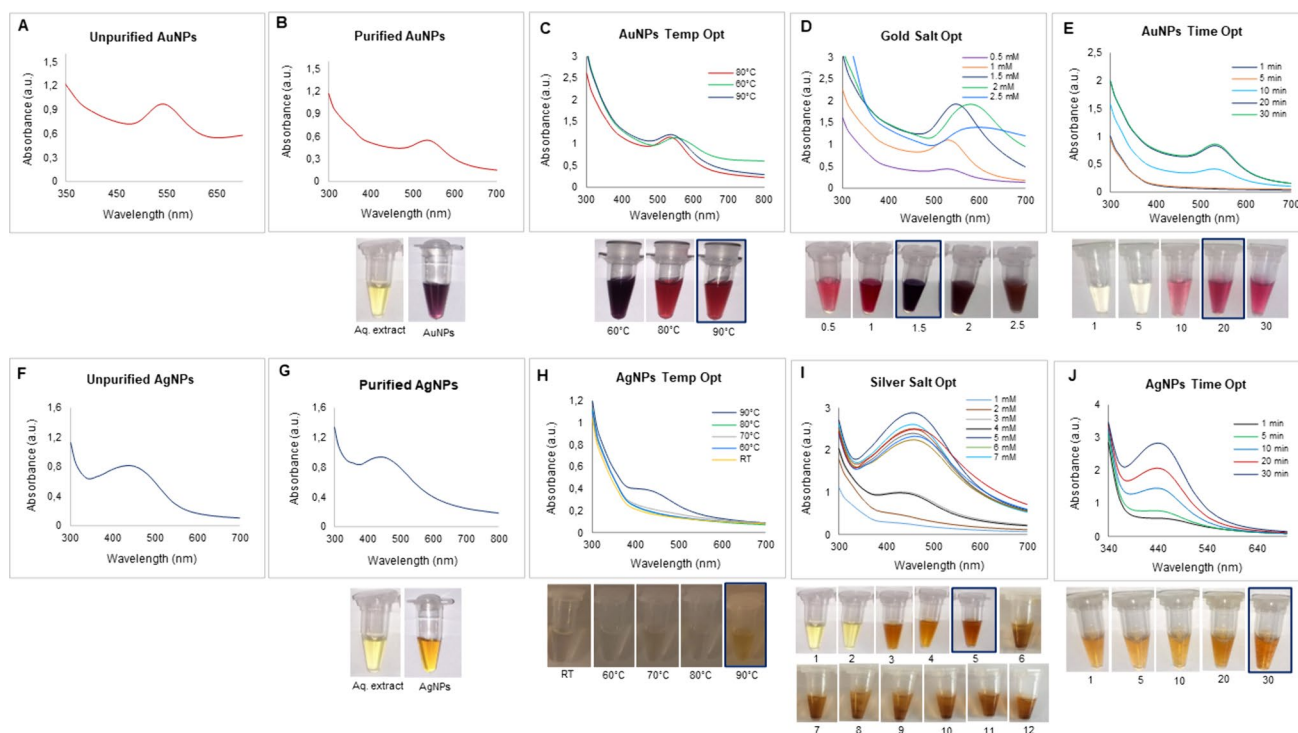 A
Unpurified AuNPs
Absorbance (a.u.)
1,5
1,2
0,9
0,6
0,3
0
350
450
550
650
Wavelength (nm)
B
Purified AuNPs
Absorbance (a.u.)
1,5
1,2
0,9
0,6
0,3
0
300
400
500
600
700
Wavelength (nm)
Aq. extract
AuNPs
C
AuNPs Temp Opt
80°C
60°C
90°C
Absorbance (a.u.)
3
2,5
2
1,5
1
0,5
0
300
400
500
600
700
800
Wavelength (nm)
60°C
80°C
90°C
D
Gold Salt Opt
0.5 mM
1 mM
1.5 mM
2 mM
2.5 mM
Absorbance (a.u.)
3
2,5
2
1,5
1
0,5
0
300
400
500
600
700
Wavelength (nm)
0.5
1
1.5
2
2.5
E
AuNPs Time Opt
1 min
5 min
10 min
20 min
30 min
Absorbance (a.u.)
2,5
2
1,5
1
0,5
0
300
400
500
600
700
Wavelength (nm)
1
5
10
20
30
F
Unpurified AgNPs
Absorbance (a.u.)
1,6
1,2
0,8
0,4
0
300
400
500
600
700
Wavelength (nm)
G
Purified AgNPs
Absorbance (a.u.)
1,6
1,2
0,8
0,4
0
300
400
500
600
700
800
Wavelength (nm)
Aq. extract
AgNPs
H
AgNPs Temp Opt
90°C
80°C
70°C
60°C
RT
Absorbance (a.u.)
1,2
1
0,8
0,6
0,4
0,2
0
300
400
500
600
700
Wavelength (nm)
RT
60°C
70°C
80°C
90°C
I
Silver Salt Opt
1 mM
2 mM
3 mM
4 mM
5 mM
6 mM
7 mM
Absorbance (a.u.)
3
2
1
0
300
400
500
600
700
Wavelength (nm)
1
2
3
4
5
6
7
8
9
10
11
12
J
AgNPs Time Opt
1 min
5 min
10 min
20 min
30 min
Absorbance (a.u.)
4
3
2
1
0
340
440
540
640
Wavelength (nm)
1
5
10
20
30